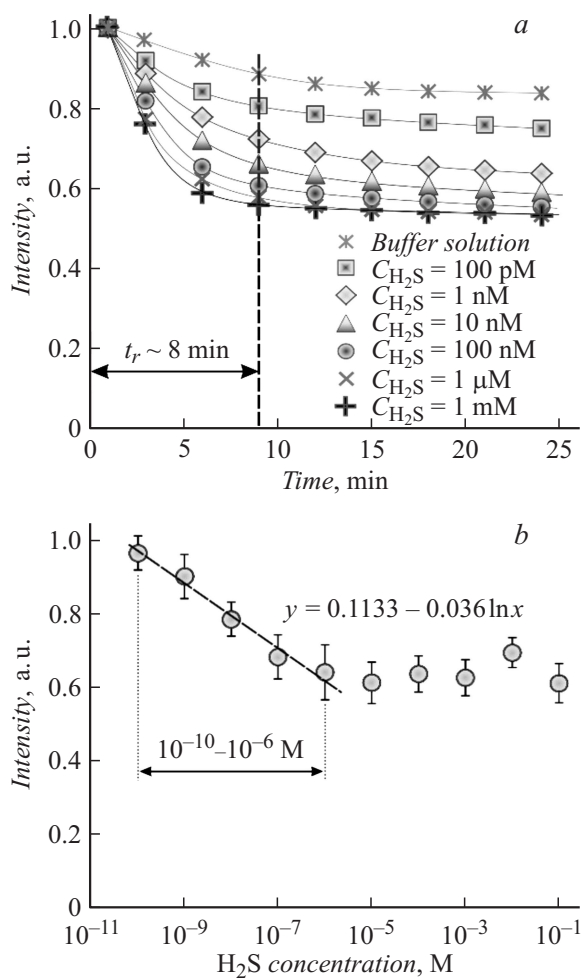 a
1.0
0.8
0.6
0.4
0.2
0
Intensity, a.u.
Buffer solution
C_H₂S = 100 pM
C_H₂S = 1 nM
C_H₂S = 10 nM
C_H₂S = 100 nM
C_H₂S = 1 μM
C_H₂S = 1 mM
t_r ~ 8 min
0 5 10 15 20 25
Time, min
b
1.0
0.8
0.6
0.4
0.2
0
Intensity, a.u.
y = 0.1133 – 0.036lnx
10⁻¹⁰–10⁻⁶ M
10⁻¹¹ 10⁻⁹ 10⁻⁷ 10⁻⁵ 10⁻³ 10⁻¹
H₂S concentration, M